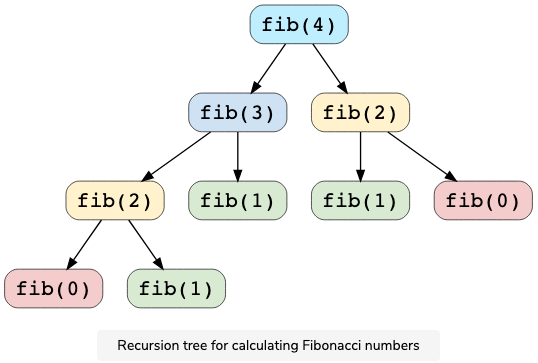 fib(4)
fib(3) fib(2)
fib(2) fib(1) fib(1) fib(0)
fib(0) fib(1)
Recursion tree for calculating Fibonacci numbers